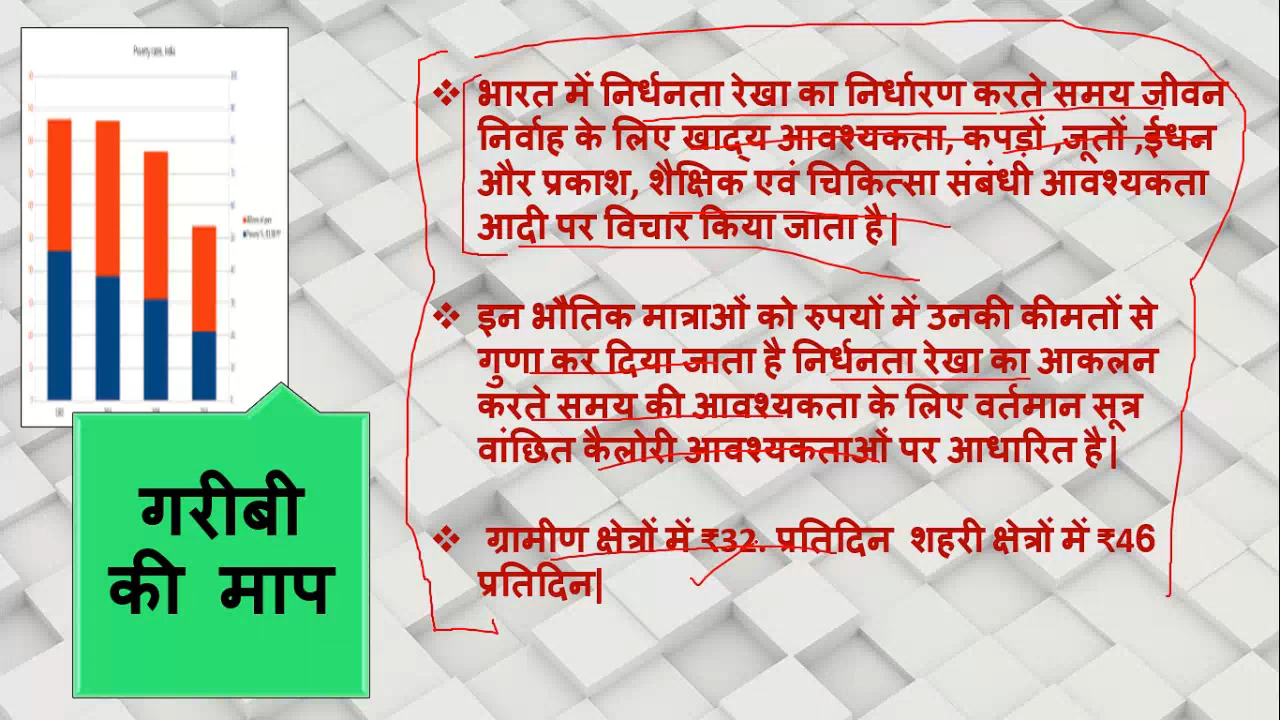 Poverty rates, India
❖ भारत में निर्धनता रेखा का निर्धारण करते समय जीवन
निर्वाह के लिए खाद्य आवश्यकता, कपड़ों ,जूतों ,ईधन
और प्रकाश, शैक्षिक एवं चिकित्सा संबंधी आवश्यकता
आदी पर विचार किया जाता है|
❖ इन भौतिक मात्राओं को रुपयों में उनकी कीमतों से
गुणा कर दिया जाता है निर्धनता रेखा का आकलन
करते समय की आवश्यकता के लिए वर्तमान सूत्र
वांछित कैलोरी आवश्यकताओं पर आधारित है|
❖ ग्रामीण क्षेत्रों में ₹32. प्रतिदिन शहरी क्षेत्रों में ₹46
प्रतिदिन|
गरीबी
की माप